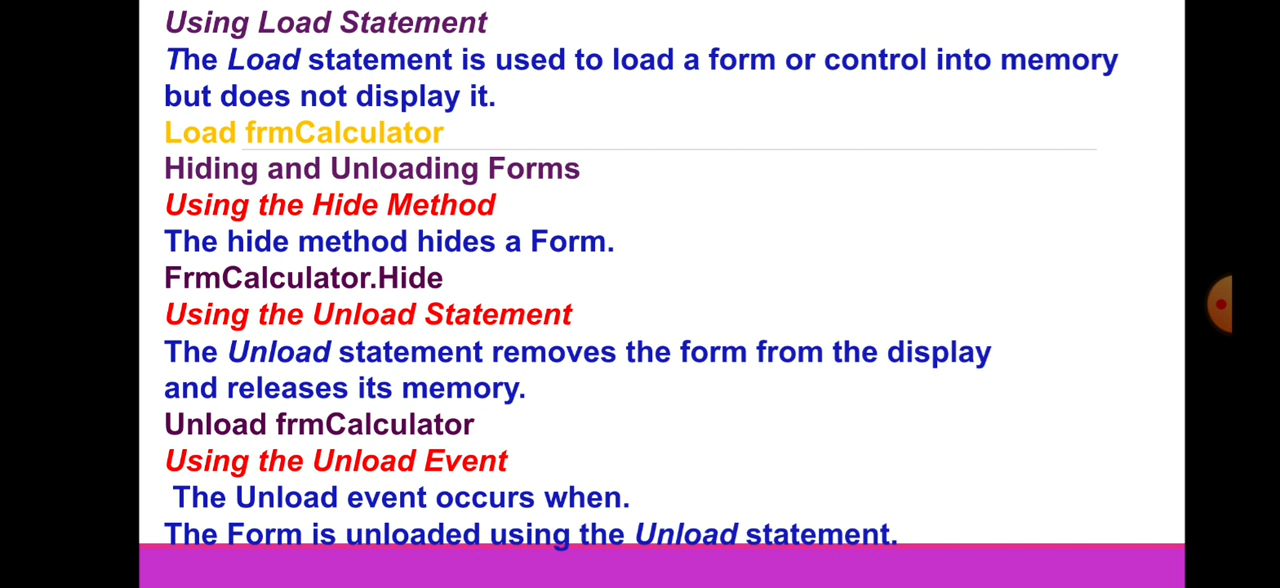 Using Load Statement
The Load statement is used to load a form or control into memory
but does not display it.
Load frmCalculator
Hiding and Unloading Forms
Using the Hide Method
The hide method hides a Form.
FrmCalculator.Hide
Using the Unload Statement
The Unload statement removes the form from the display
and releases its memory.
Unload frmCalculator
Using the Unload Event
The Unload event occurs when.
The Form is unloaded using the Unload statement.